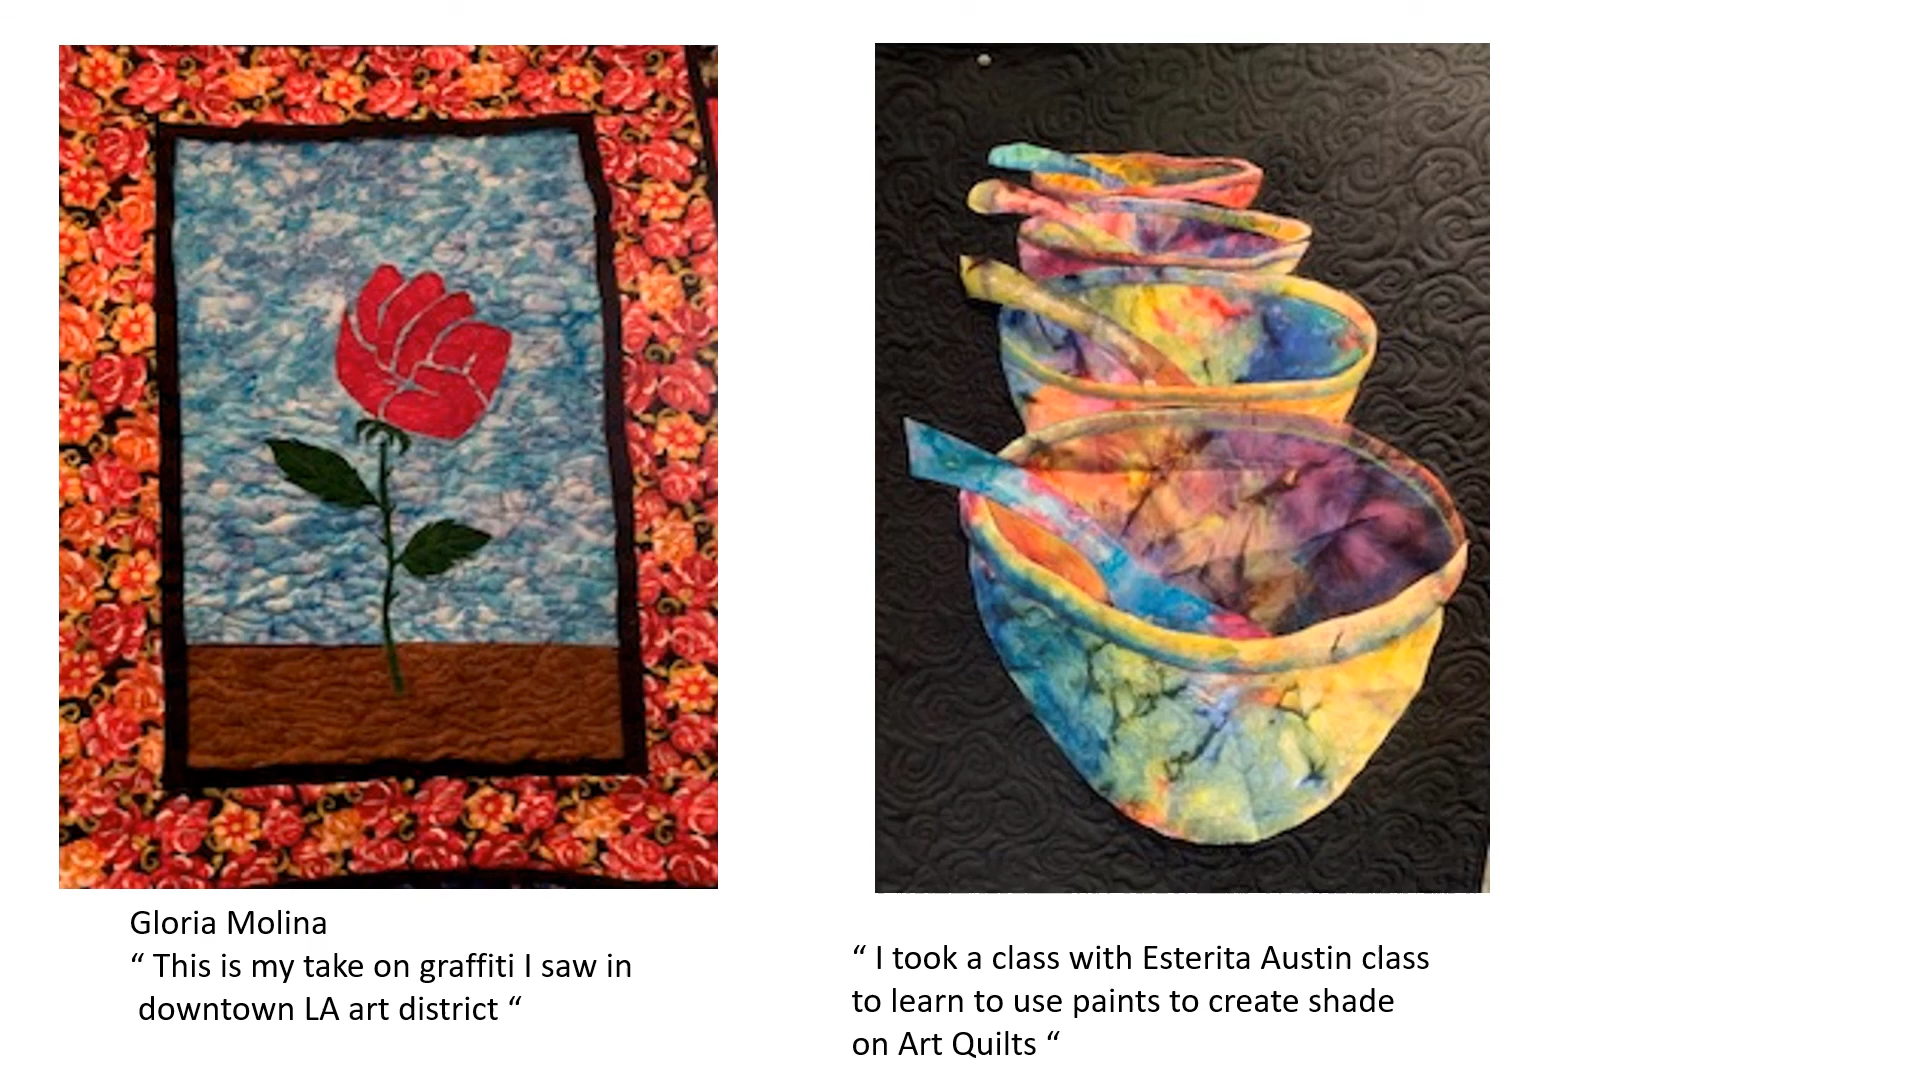 Gloria Molina
“ This is my take on graffiti I saw in
downtown LA art district “
“ I took a class with Esterita Austin class
to learn to use paints to create shade
on Art Quilts “